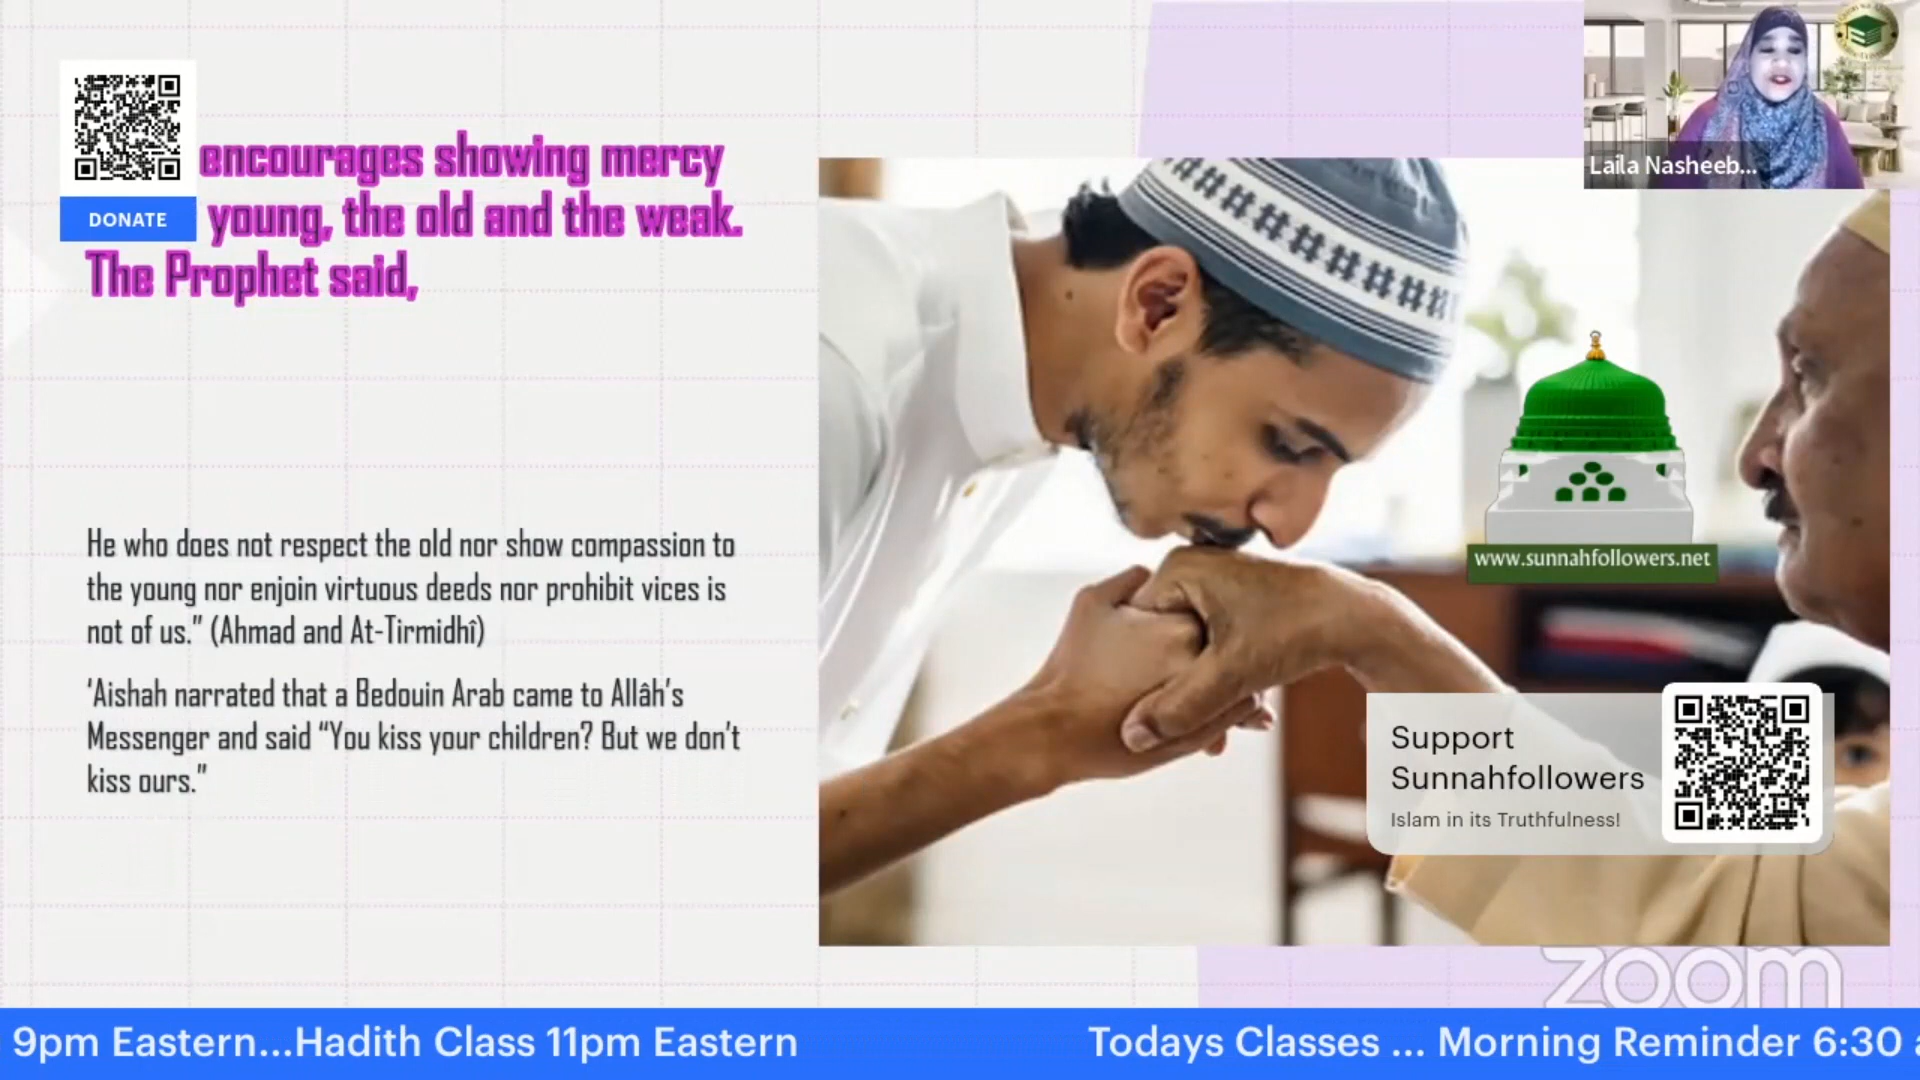 encourages showing mercy
young, the old and the weak.
The Prophet said,
DONATE
He who does not respect the old nor show compassion to
the young nor enjoin virtuous deeds nor prohibit vices is
not of us.” (Ahmad and At-Tirmidhî)
‘Aishah narrated that a Bedouin Arab came to Allâh’s
Messenger and said “You kiss your children? But we don’t
kiss ours.”
Laila Nasheeb...
www.sunnahfollowers.net
Support
Sunnahfollowers
Islam in its Truthfulness!
zoom
9pm Eastern...Hadith Class 11pm Eastern
Todays Classes ... Morning Reminder 6:30